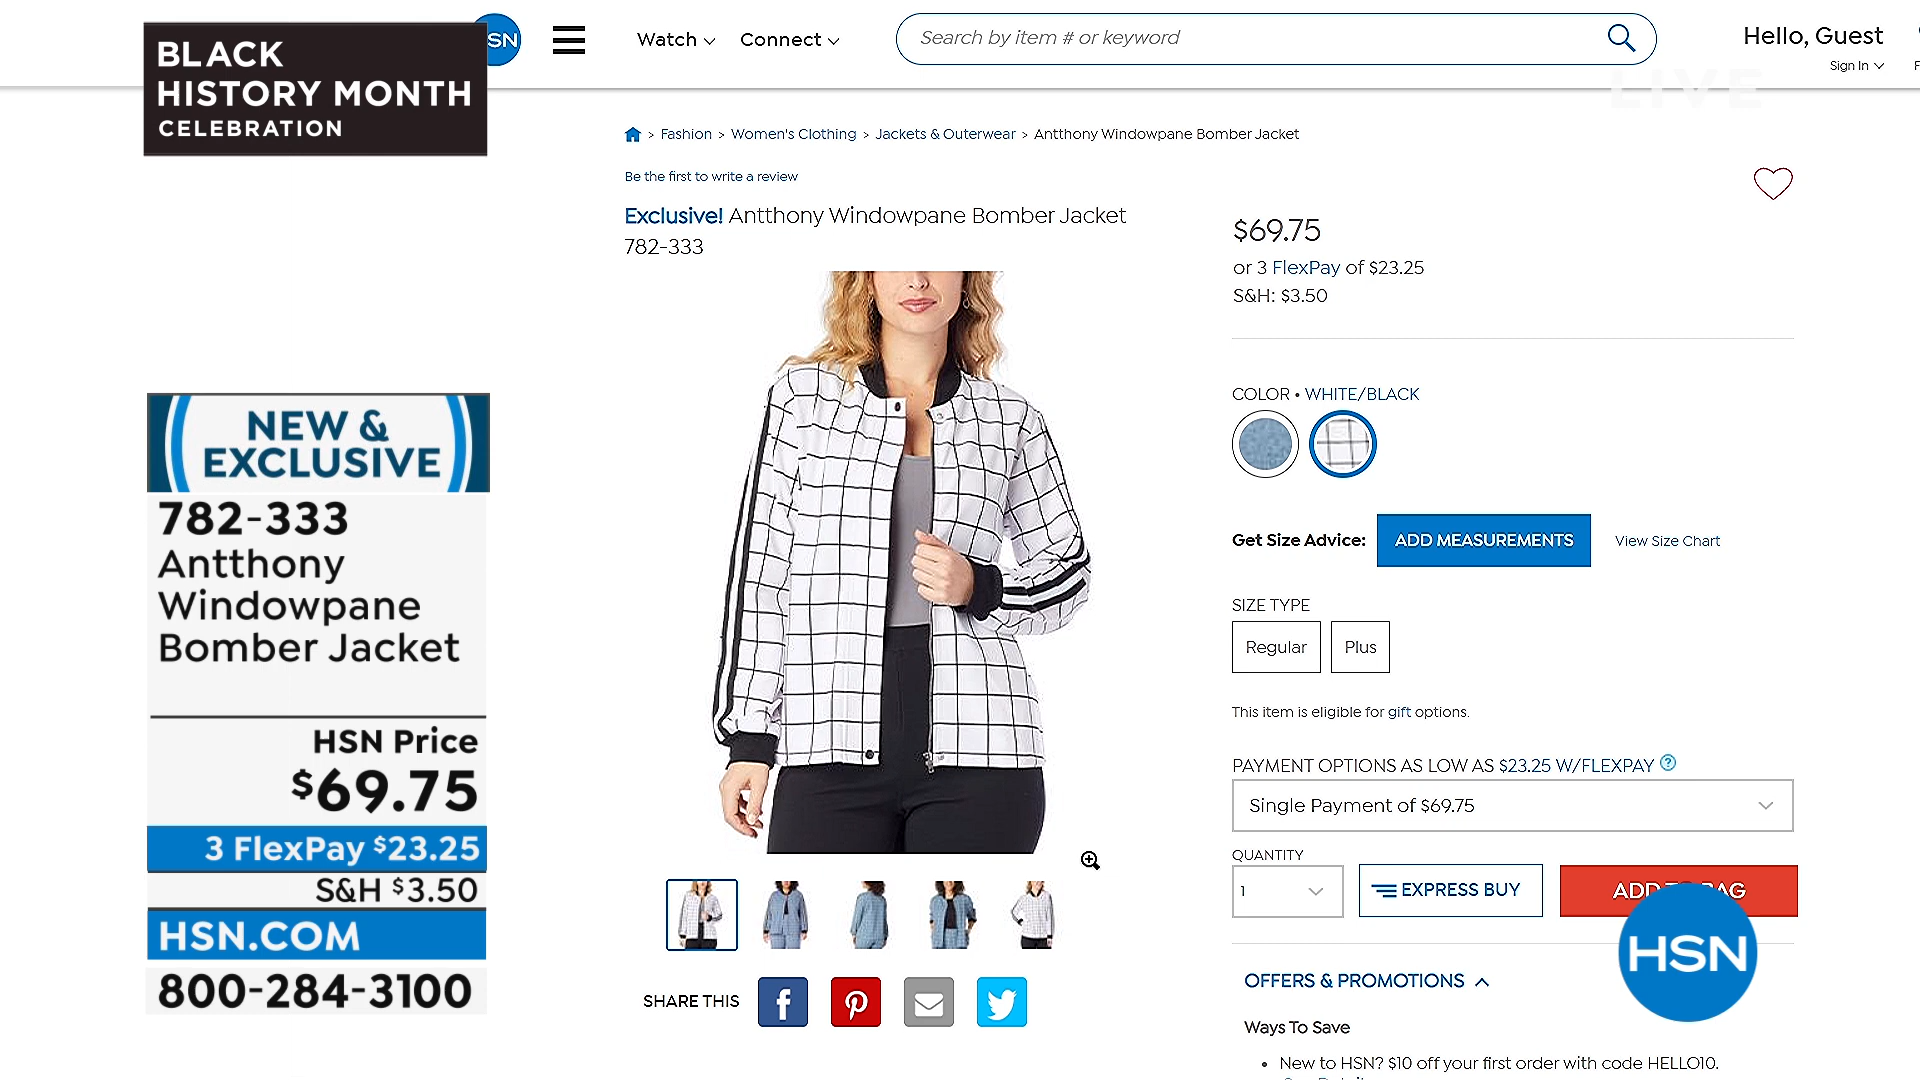 BLACK
HISTORY MONTH
CELEBRATION
HSN
Watch
Connect
Search by item # or keyword
Hello, Guest
Sign In
LIVE
> Fashion > Women's Clothing > Jackets & Outerwear > Antthony Windowpane Bomber Jacket
Be the first to write a review
Exclusive! Antthony Windowpane Bomber Jacket
782-333
$69.75
or 3 FlexPay of $23.25
S&H: $3.50
COLOR • WHITE/BLACK
Get Size Advice:
ADD MEASUREMENTS
View Size Chart
SIZE TYPE
Regular
Plus
This item is eligible for gift options.
PAYMENT OPTIONS AS LOW AS $23.25 W/FLEXPAY ?
Single Payment of $69.75
QUANTITY
1
EXPRESS BUY
ADD TO BAG
OFFERS & PROMOTIONS
Ways To Save
• New to HSN? $10 off your first order with code HELLO10.
SHARE THIS
NEW &
EXCLUSIVE
782-333
Antthony
Windowpane
Bomber Jacket
HSN Price
$69.75
3 FlexPay $23.25
S&H $3.50
HSN.COM
800-284-3100
HSN